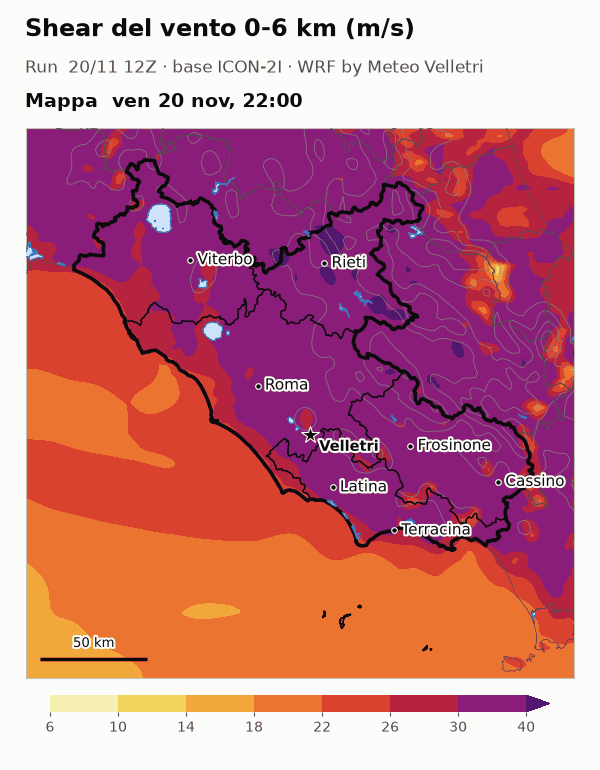 Shear del vento 0-6 km (m/s)
Run  20/11 12Z · base ICON-2I · WRF by Meteo Velletri
Mappa  ven 20 nov, 22:00
Viterbo
Rieti
Roma
Velletri
Frosinone
Cassino
Latina
Terracina
50 km
6 10 14 18 22 26 30 40